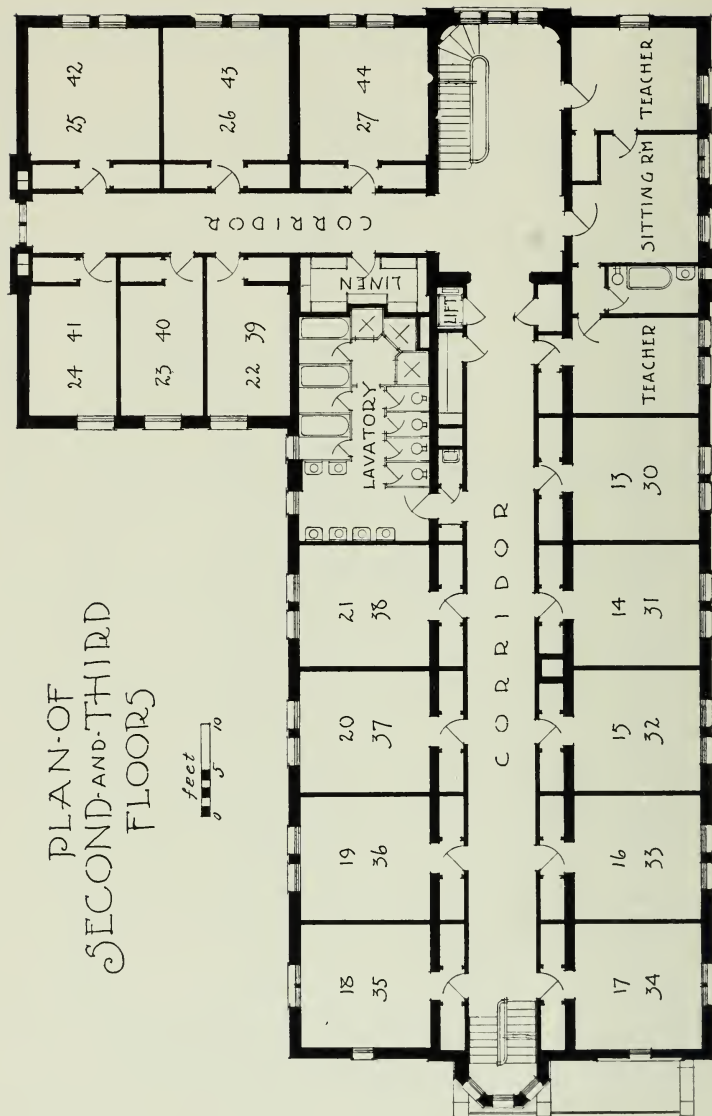 PLAN·OF
SECOND·AND·THIRD
FLOORS
feet
0 5 10
42
25
43
26
44
27
TEACHER
SITTING RM
CORRIDOR
LINEN
LIFT
41
24
40
23
39
22
LAVATORY
TEACHER
13
30
CORRIDOR
21
38
14
31
20
37
15
32
19
36
16
33
18
35
17
34